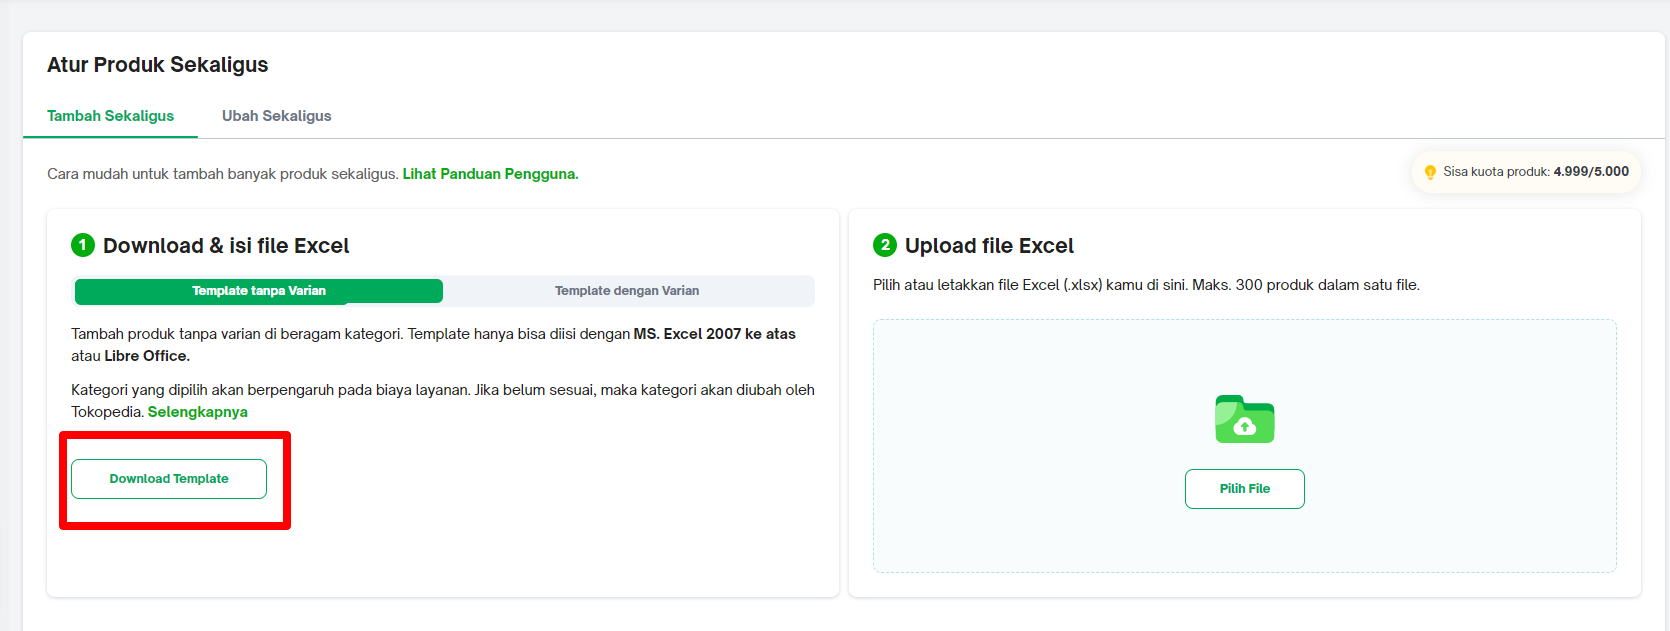 Atur Produk Sekaligus
Tambah Sekaligus
Ubah Sekaligus
Cara mudah untuk tambah banyak produk sekaligus. Lihat Panduan Pengguna.
Sisa kuota produk: 4.999/5.000
1 Download & isi file Excel
Template tanpa Varian
Template dengan Varian
Tambah produk tanpa varian di beragam kategori. Template hanya bisa diisi dengan MS. Excel 2007 ke atas
atau Libre Office.
Kategori yang dipilih akan berpengaruh pada biaya layanan. Jika belum sesuai, maka kategori akan diubah oleh
Tokopedia. Selengkapnya
Download Template
2 Upload file Excel
Pilih atau letakkan file Excel (.xlsx) kamu di sini. Maks. 300 produk dalam satu file.
Pilih File